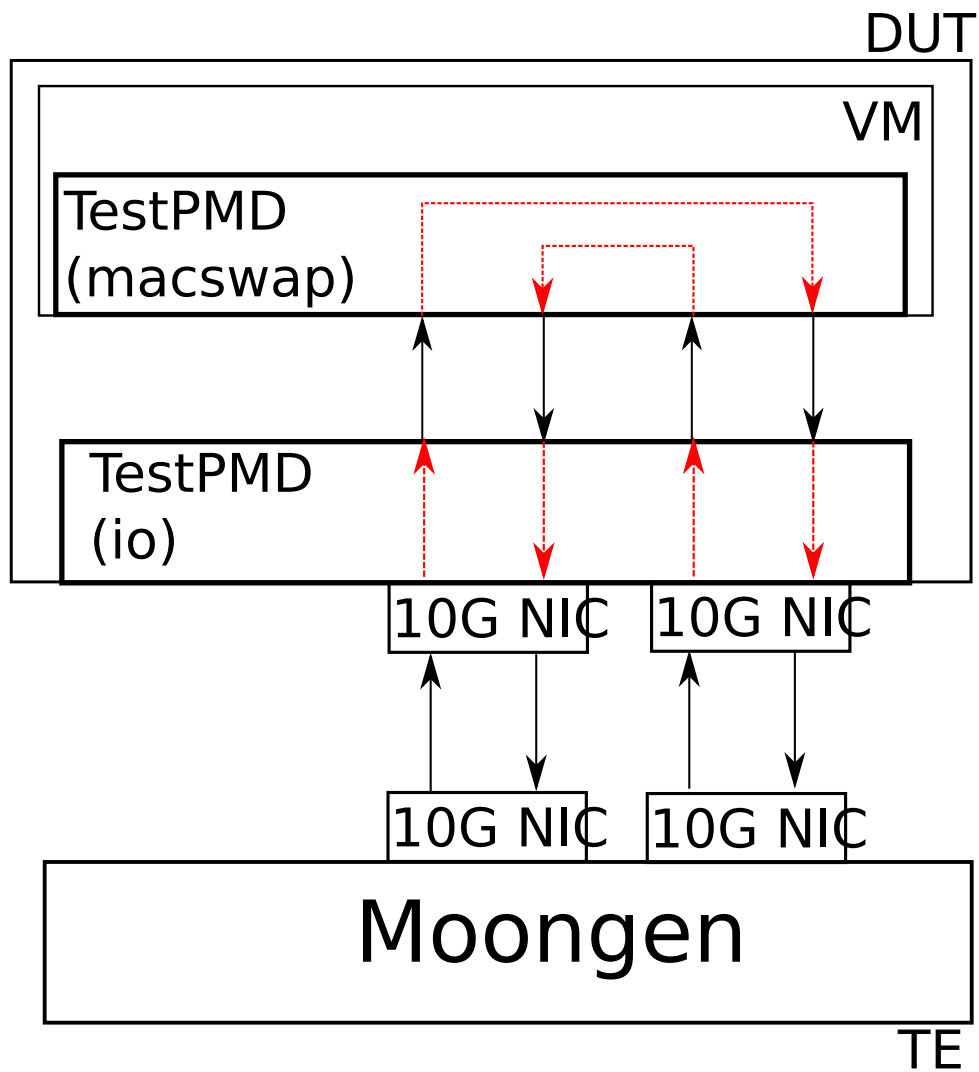 DUT
VM
TestPMD
(macswap)
TestPMD
(io)
10G NIC
10G NIC
10G NIC
10G NIC
Moongen
TE